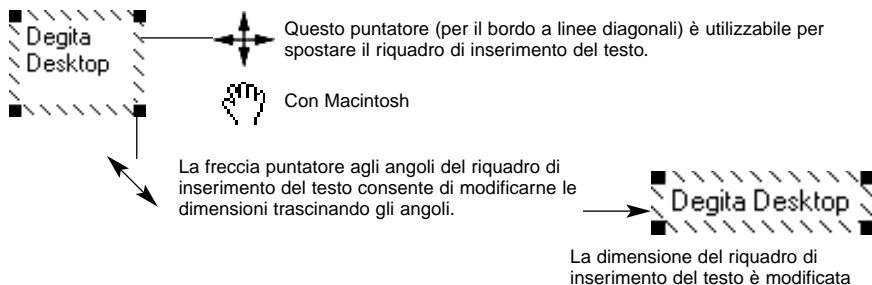 Degita
Desktop
Questo puntatore (per il bordo a linee diagonali) è utilizzabile per
spostare il riquadro di inserimento del testo.
Con Macintosh
La freccia puntatore agli angoli del riquadro di
inserimento del testo consente di modificarne le
dimensioni trascinando gli angoli.
Degita Desktop
La dimensione del riquadro di
inserimento del testo è modificata